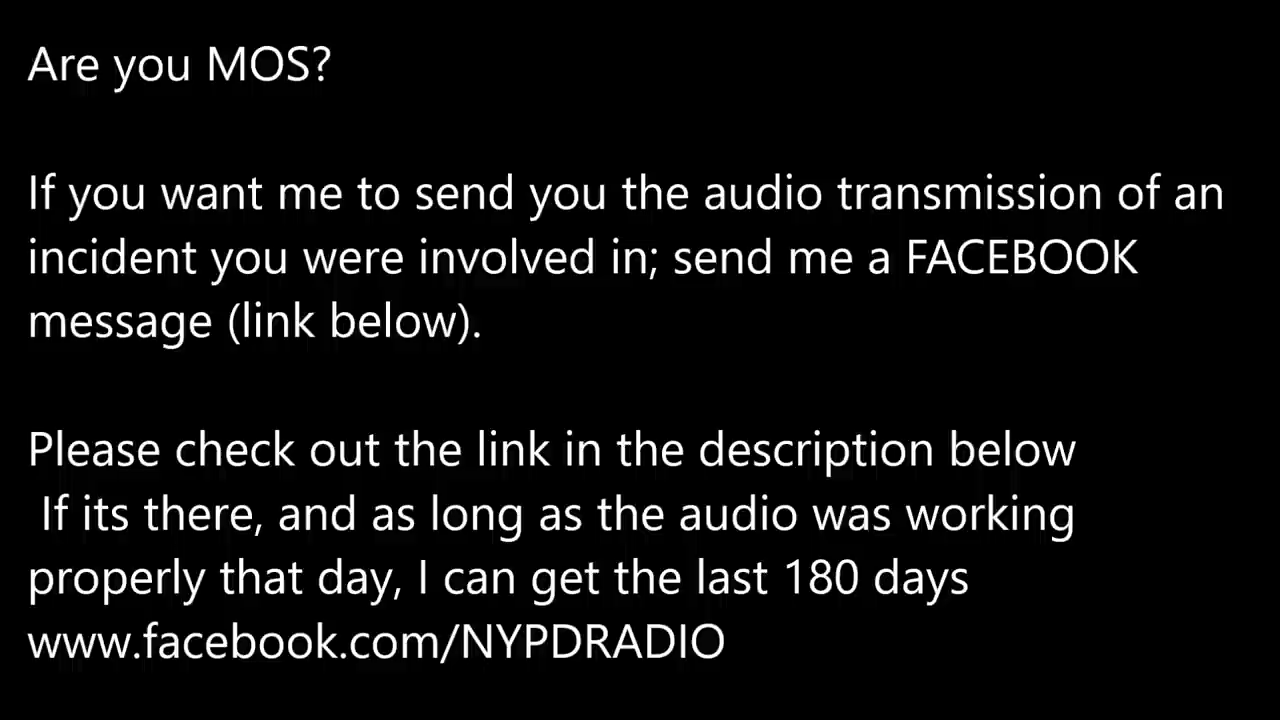 Are you MOS?
If you want me to send you the audio transmission of an
incident you were involved in; send me a FACEBOOK
message (link below).
Please check out the link in the description below
If its there, and as long as the audio was working
properly that day, I can get the last 180 days
www.facebook.com/NYPDRADIO